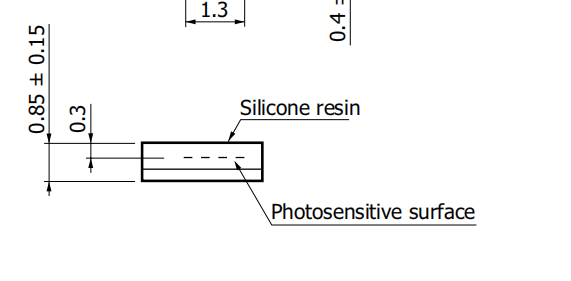 1.3
0.4 ±
0.85 ± 0.15
0.3
Silicone resin
Photosensitive surface